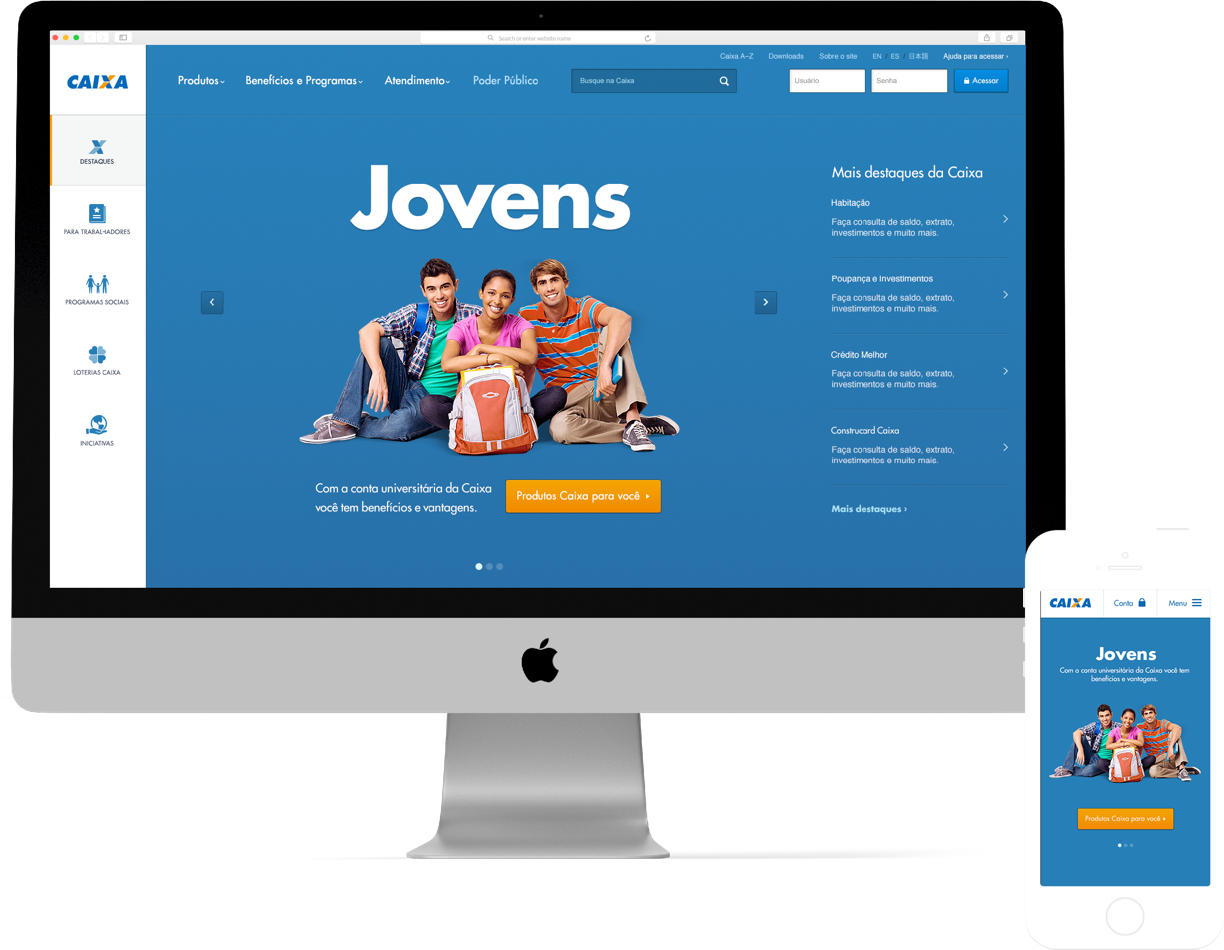 Search or enter website name
CAIXA
Caixa A–Z
Downloads
Sobre o site
EN / ES / 日本語
Ajuda para acessar ›
Produtos
Benefícios e Programas
Atendimento
Poder Público
Busque na Caixa
Usuário
Senha
Acessar
DESTAQUES
PARA TRABALHADORES
PROGRAMAS SOCIAIS
LOTERIAS CAIXA
INICIATIVAS
Jovens
Com a conta universitária da Caixa
você tem benefícios e vantagens.
Produtos Caixa para você
Mais destaques da Caixa
Habitação
Faça consulta de saldo, extrato,
investimentos e muito mais.
Poupança e Investimentos
Faça consulta de saldo, extrato,
investimentos e muito mais.
Crédito Melhor
Faça consulta de saldo, extrato,
investimentos e muito mais.
Construcard Caixa
Faça consulta de saldo, extrato,
investimentos e muito mais.
Mais destaques ›
CAIXA
Conta
Menu
Jovens
Com a conta universitária da Caixa você tem
benefícios e vantagens.
Produtos Caixa para você